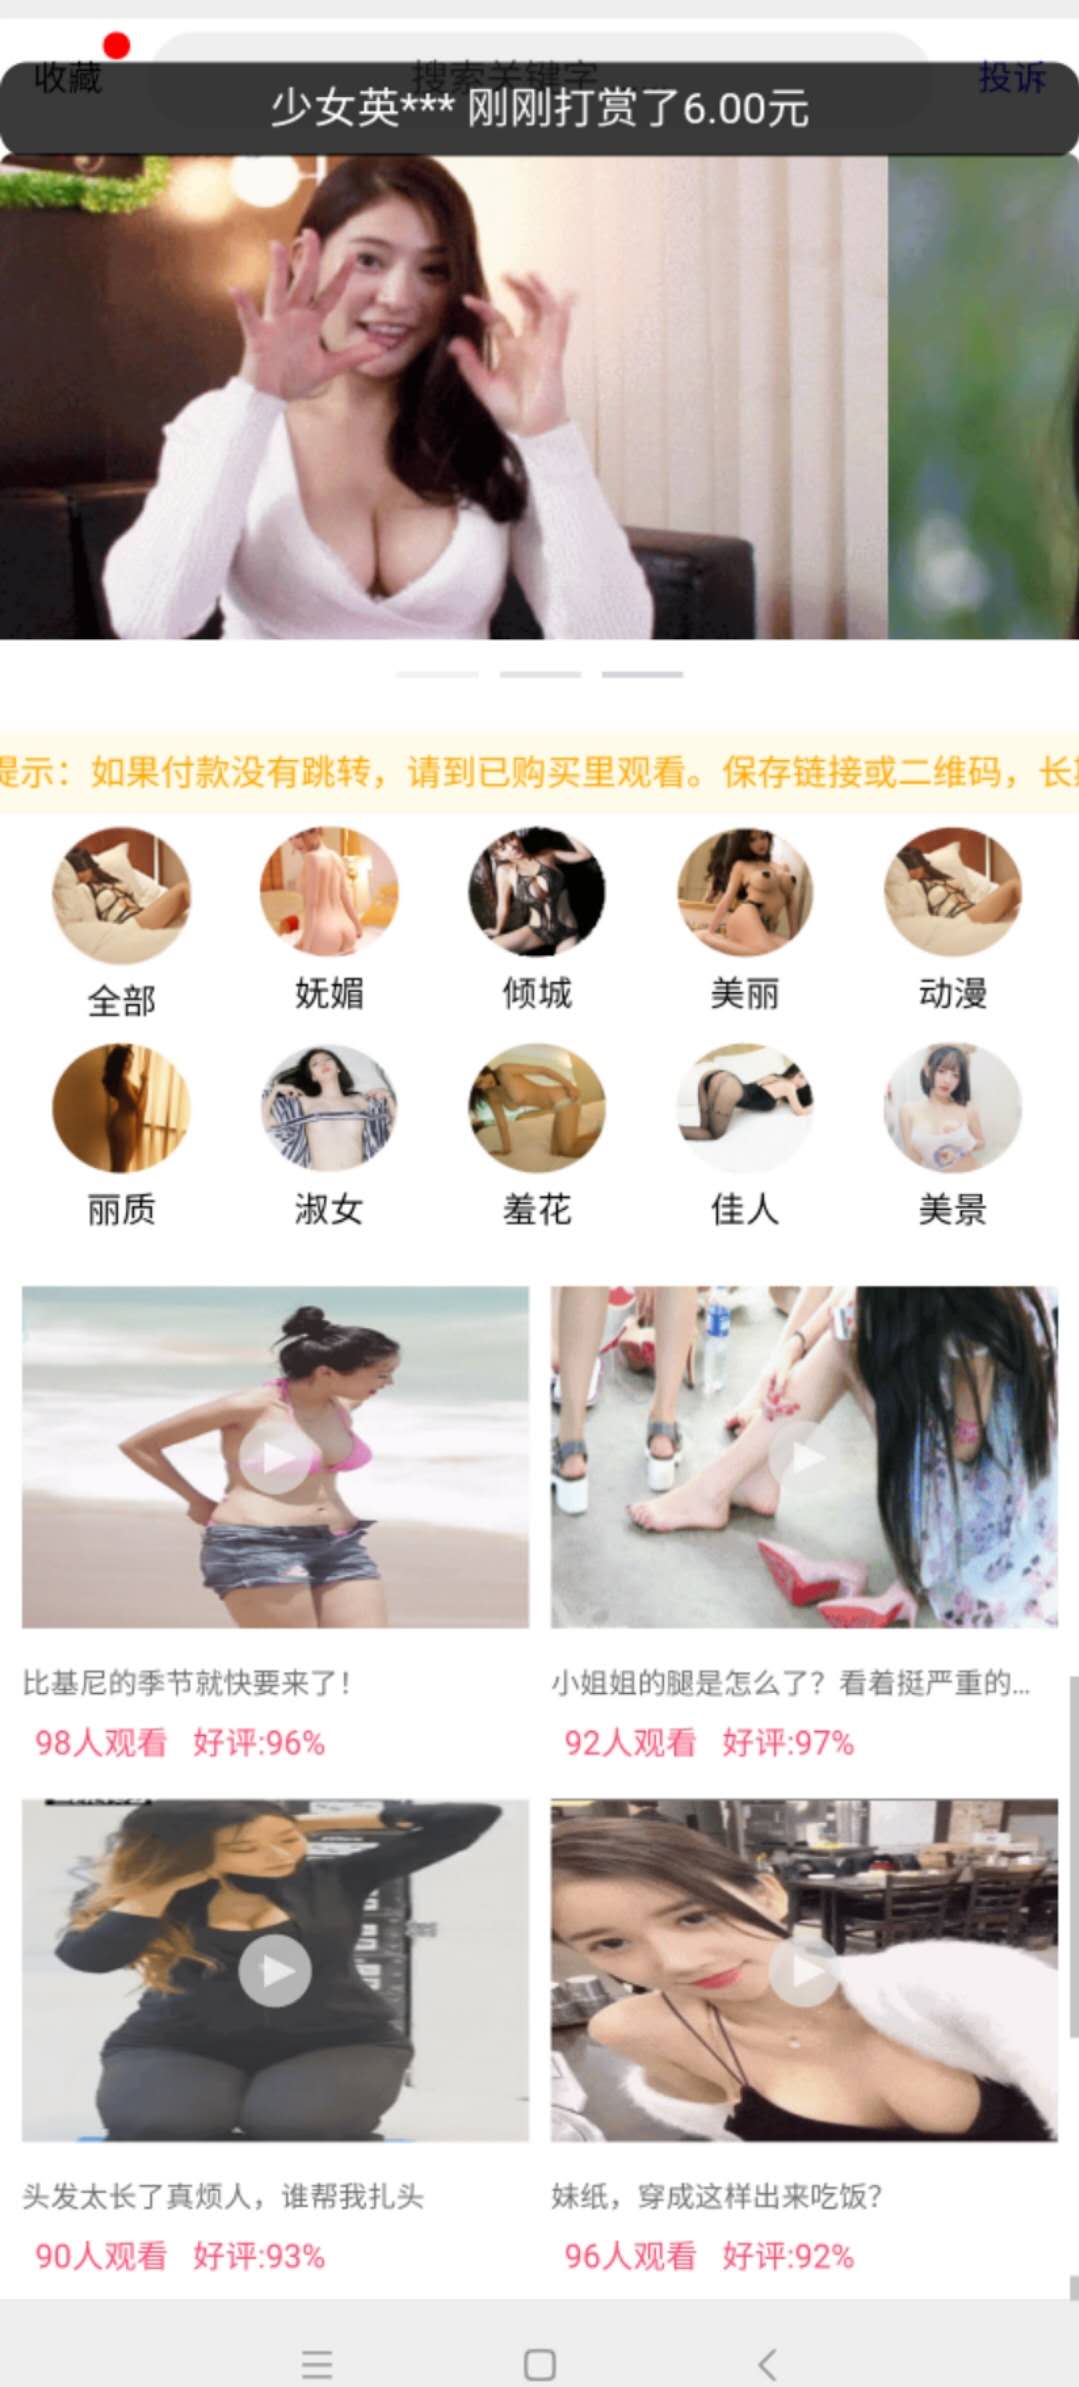 收藏
搜索关键字
投诉
少女英*** 刚刚打赏了6.00元
提示：如果付款没有跳转，请到已购买里观看。保存链接或二维码，长
全部
妩媚
倾城
美丽
动漫
丽质
淑女
羞花
佳人
美景
比基尼的季节就快要来了！
小姐姐的腿是怎么了？看着挺严重的...
98人观看 好评:96%
92人观看 好评:97%
头发太长了真烦人，谁帮我扎头
妹纸，穿成这样出来吃饭？
90人观看 好评:93%
96人观看 好评:92%